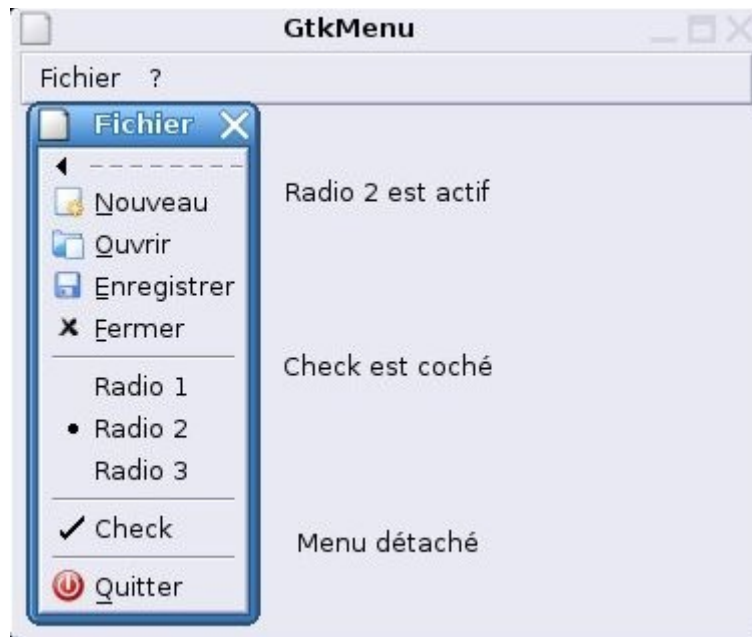 GtkMenu
Fichier ?
Fichier
Nouveau
Ouvrir
Enregistrer
Fermer
Radio 1
Radio 2
Radio 3
Check
Quitter
Radio 2 est actif
Check est coché
Menu détaché